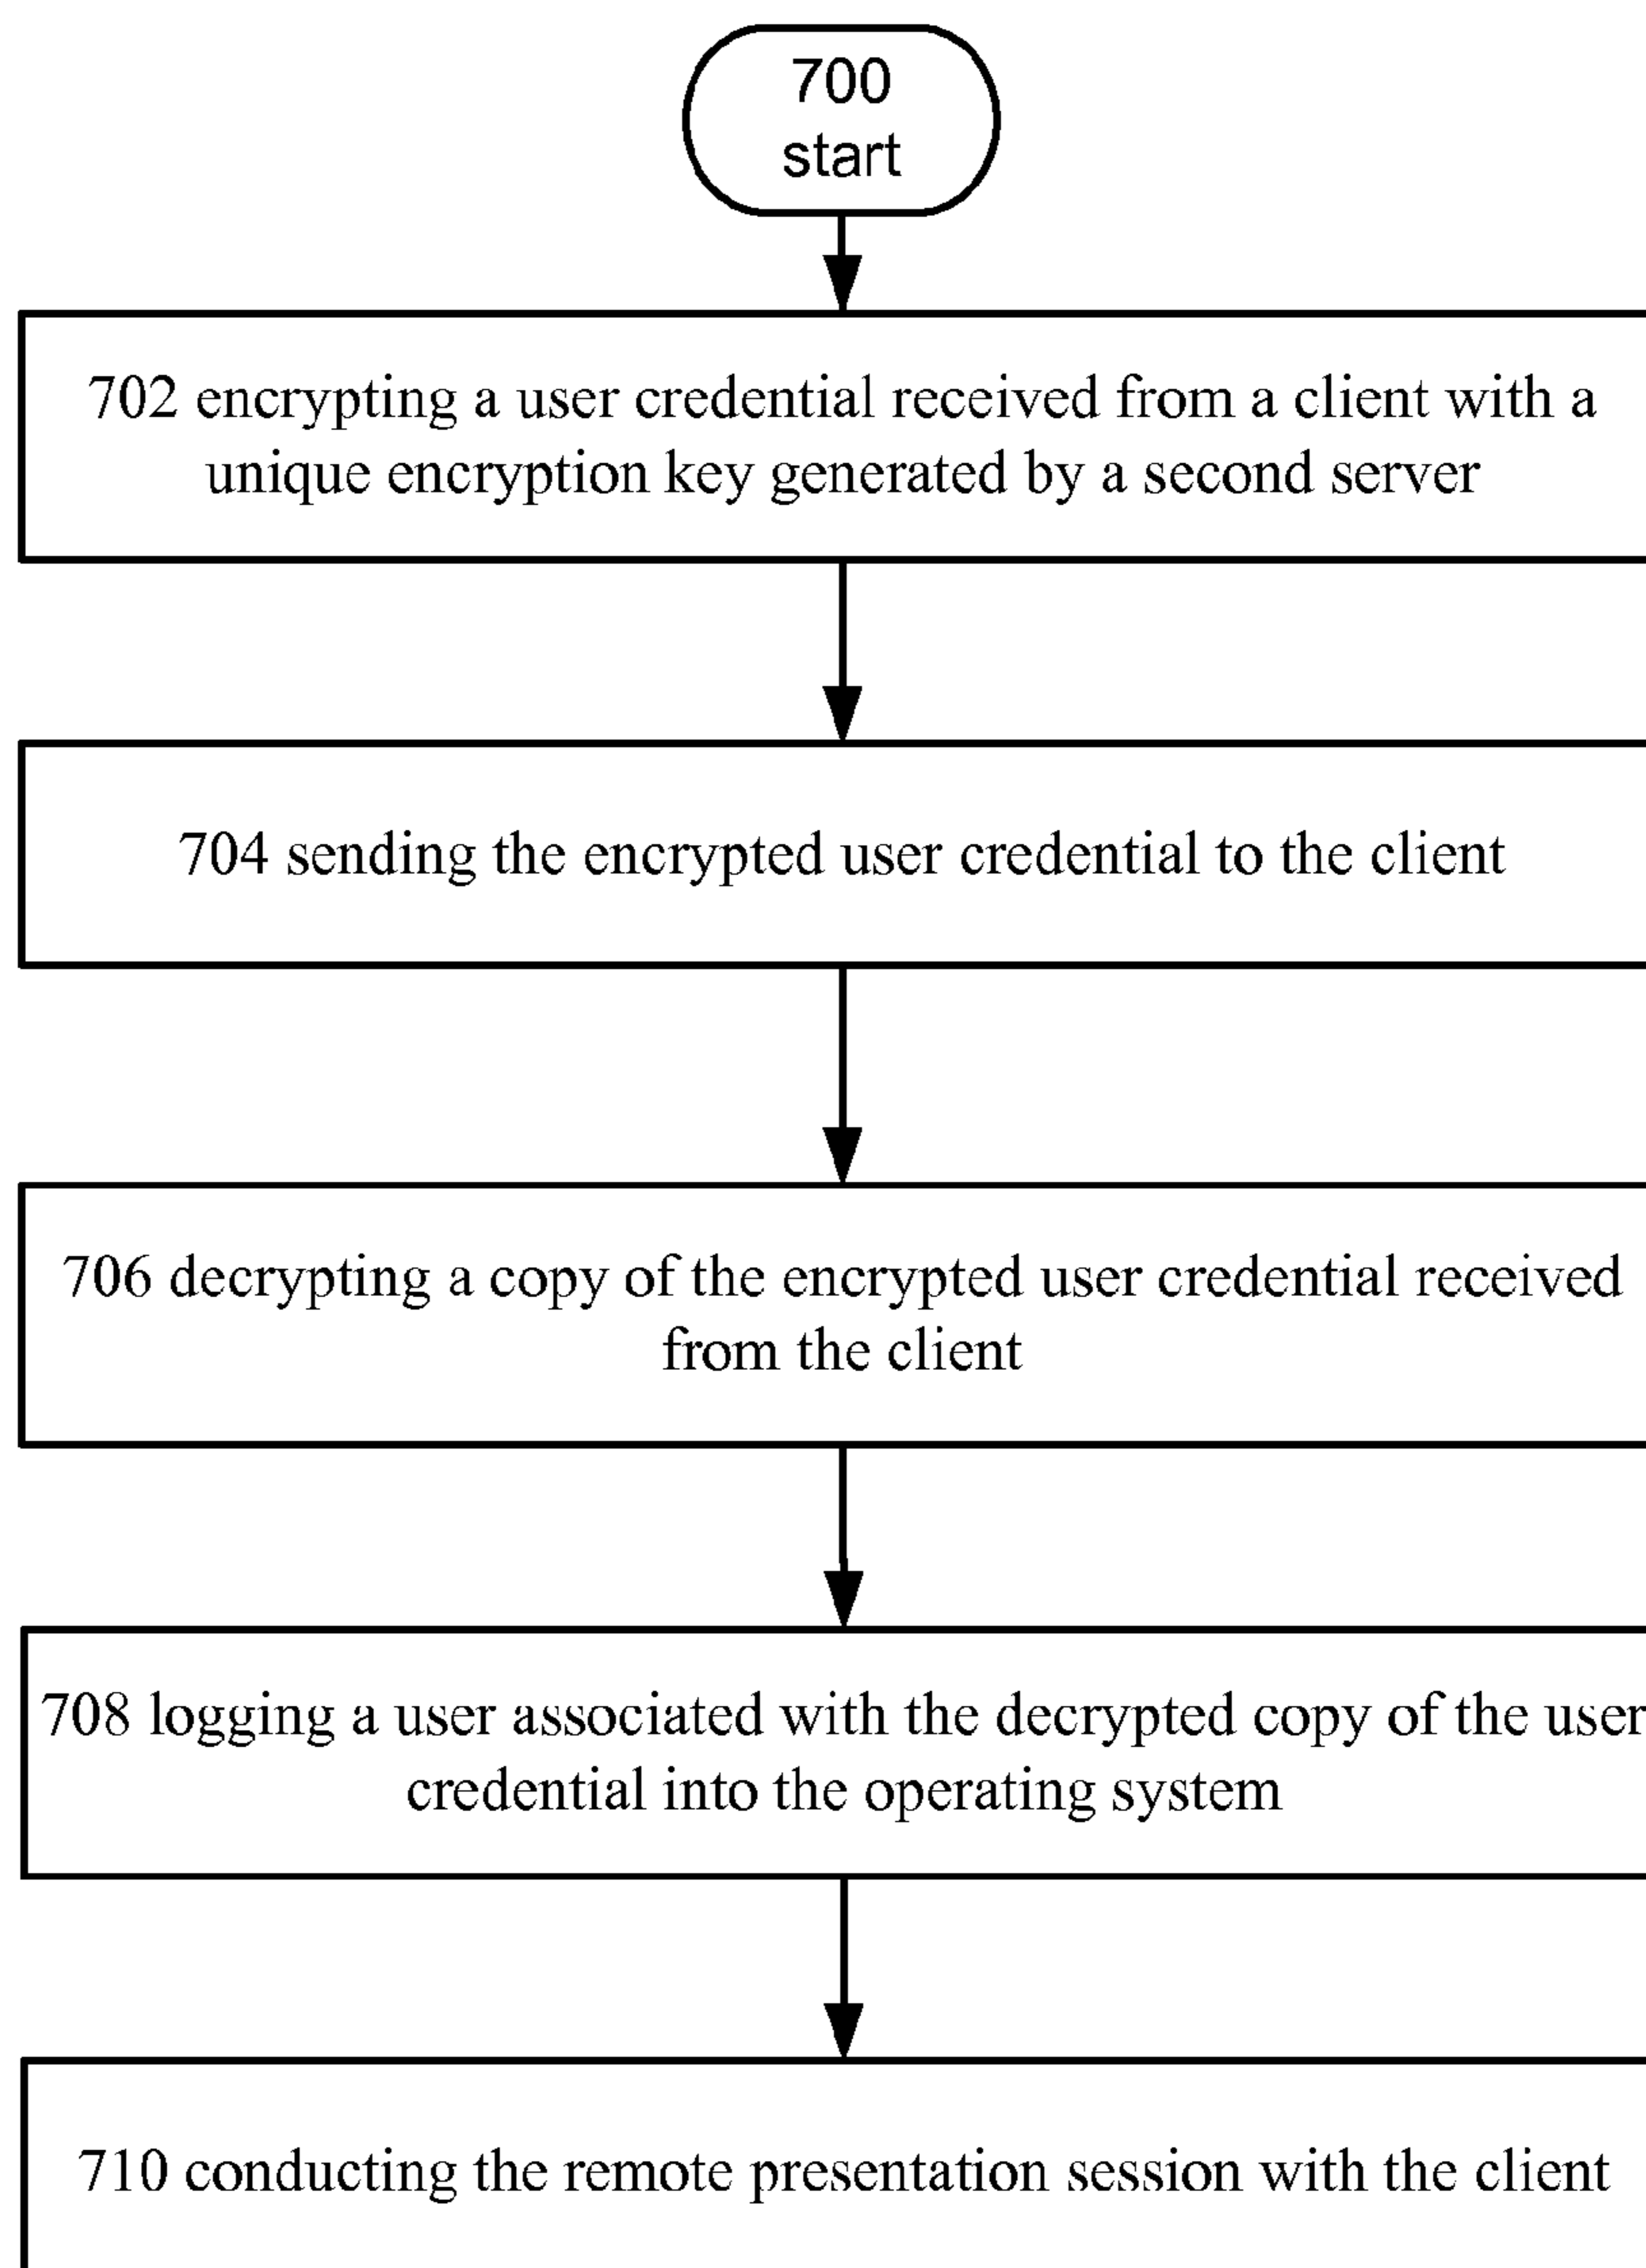 700
start
702 encrypting a user credential received from a client with a
unique encryption key generated by a second server
704 sending the encrypted user credential to the client
706 decrypting a copy of the encrypted user credential received
from the client
708 logging a user associated with the decrypted copy of the user
credential into the operating system
710 conducting the remote presentation session with the client